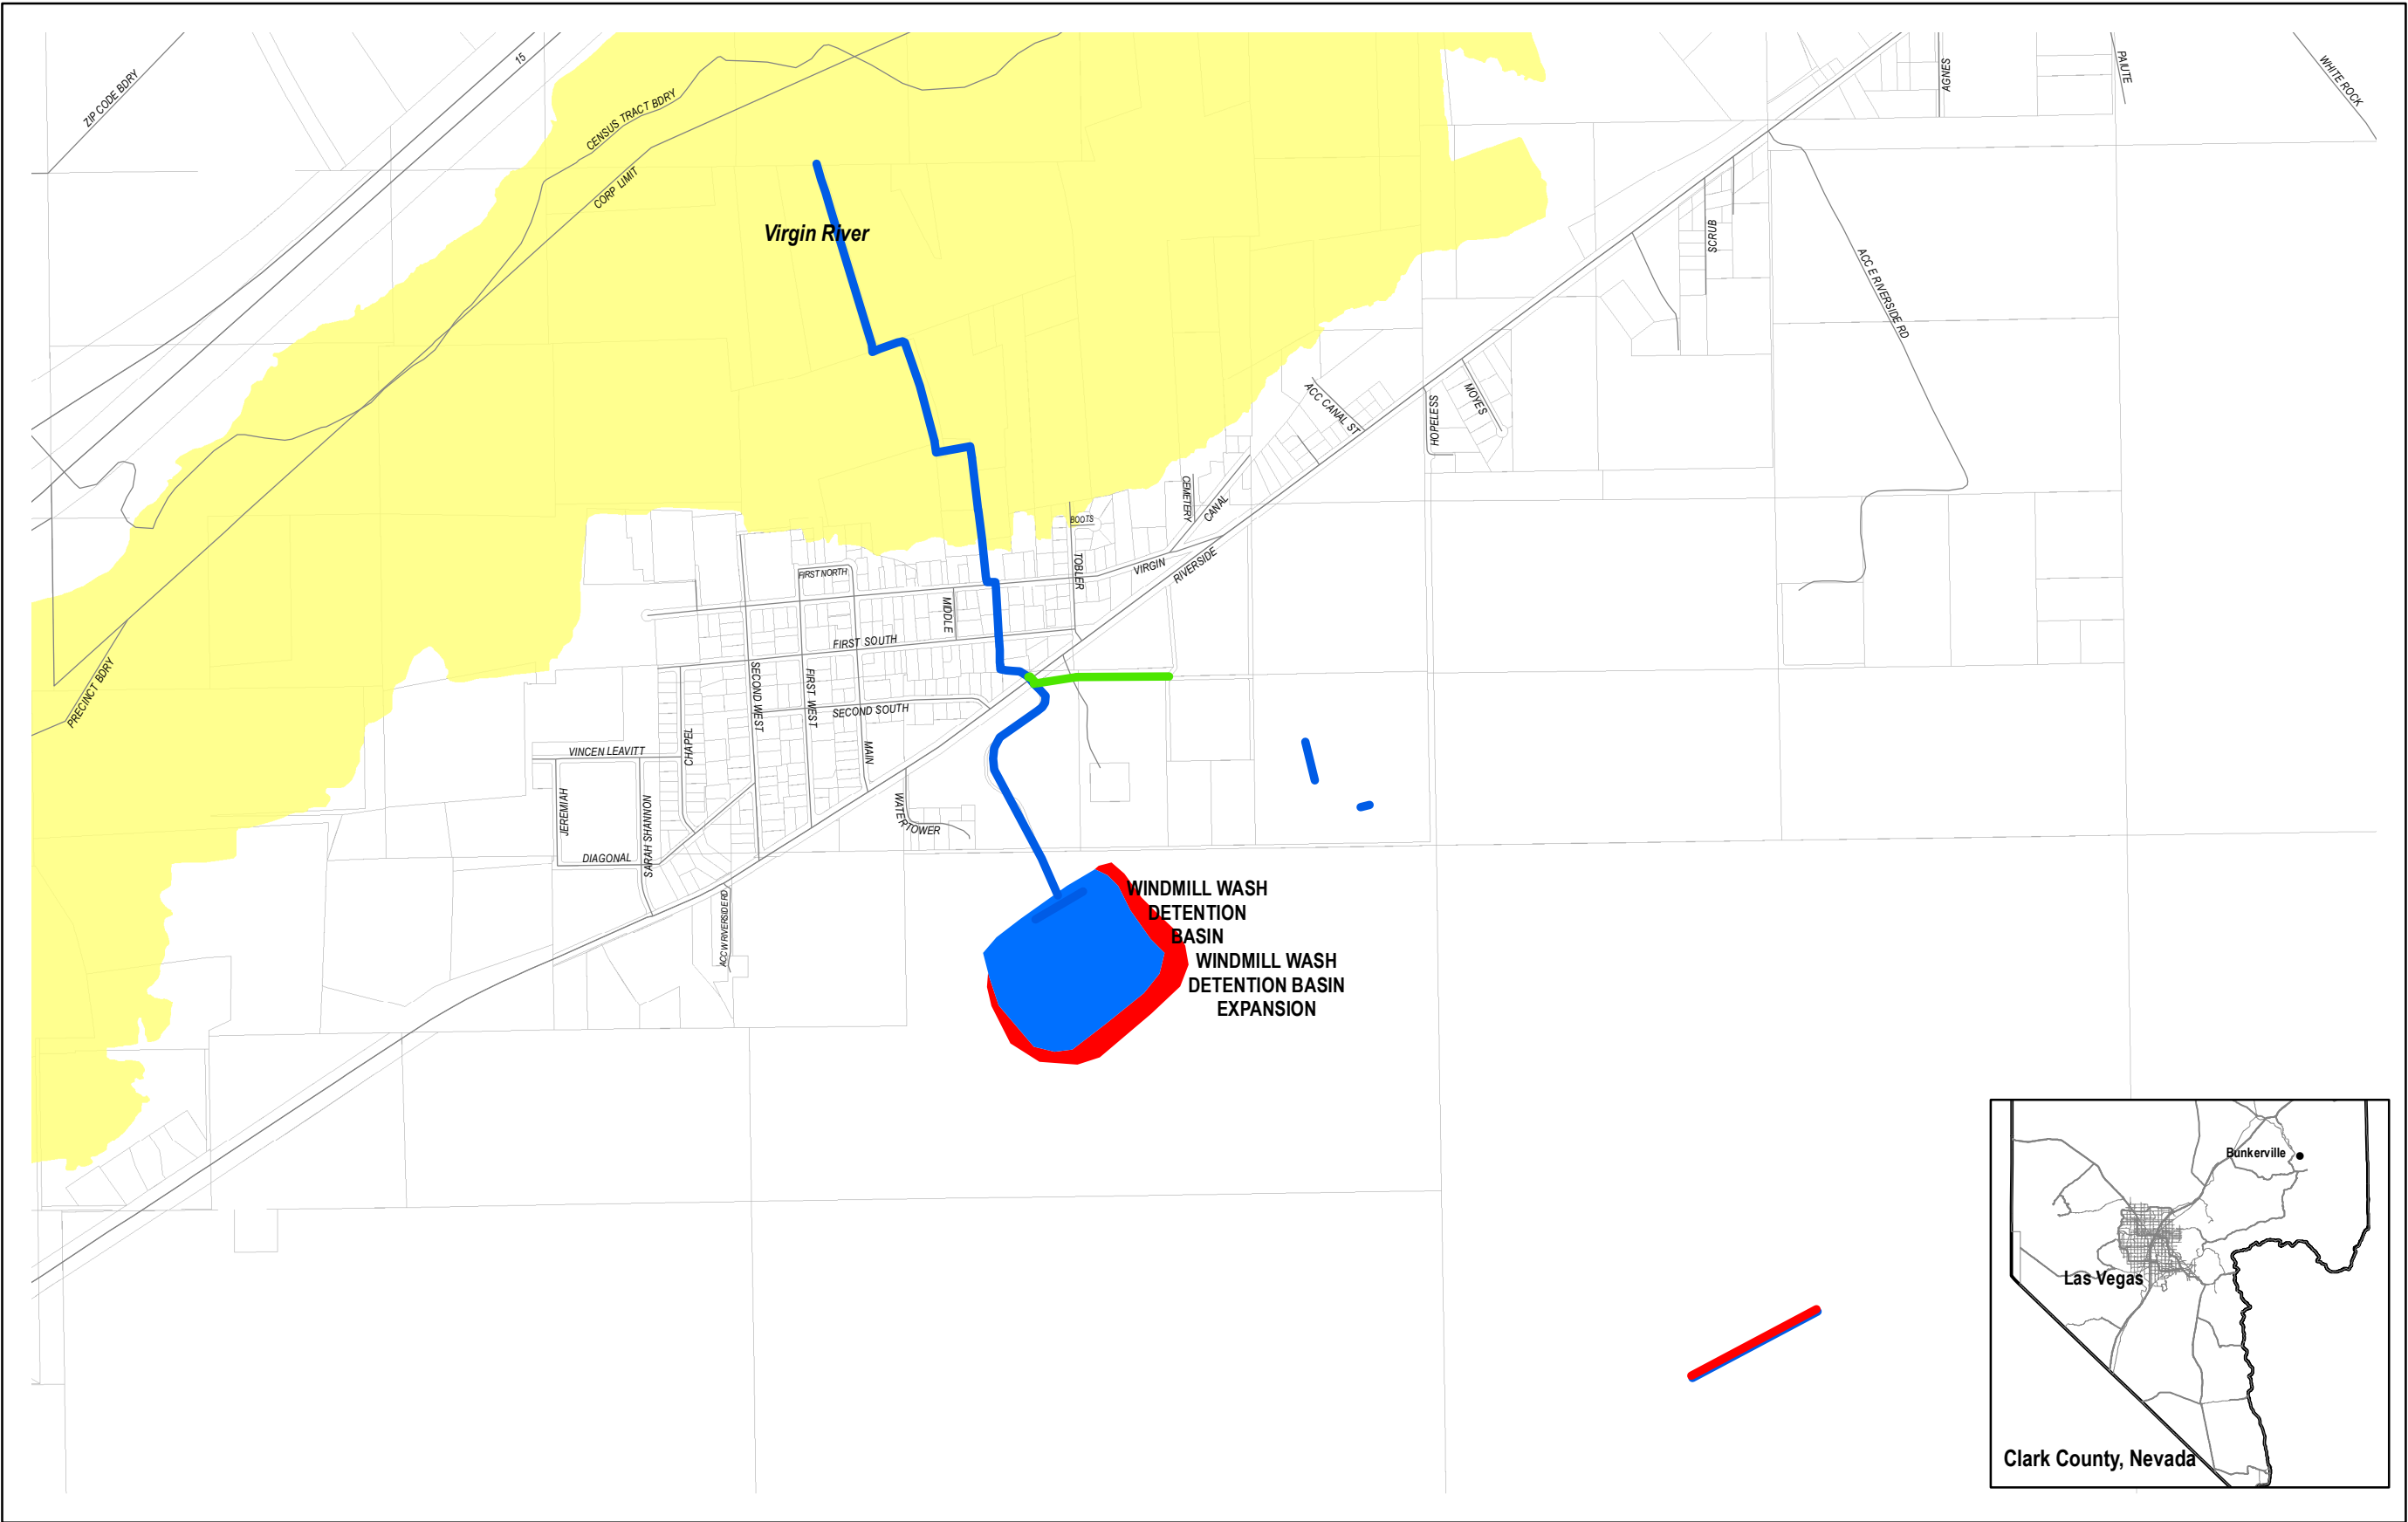 ZIP CODE BDRY
15
CENSUS TRACT BDRY
CORP LIMIT
AGNES
PAIUTE
WHITE ROCK
Virgin River
SCRUB
ACC E RIVERSIDE RD
ACC CANAL ST
HOPELESS
MOYES
CEMETERY
CANAL
BOOTS
TOBLER
VIRGIN
RIVERSIDE
FIRST NORTH
MIDDLE
FIRST SOUTH
SECOND WEST
FIRST WEST
SECOND SOUTH
MAIN
PRECINCT BDRY
VINCEN LEAVITT
CHAPEL
JEREMIAH
SARAH SHANNON
DIAGONAL
WATERTOWER
ACC W RIVERSIDE RD
WINDMILL WASH
DETENTION
BASIN
WINDMILL WASH
DETENTION BASIN
EXPANSION
Bunkerville
Las Vegas
Clark County, Nevada